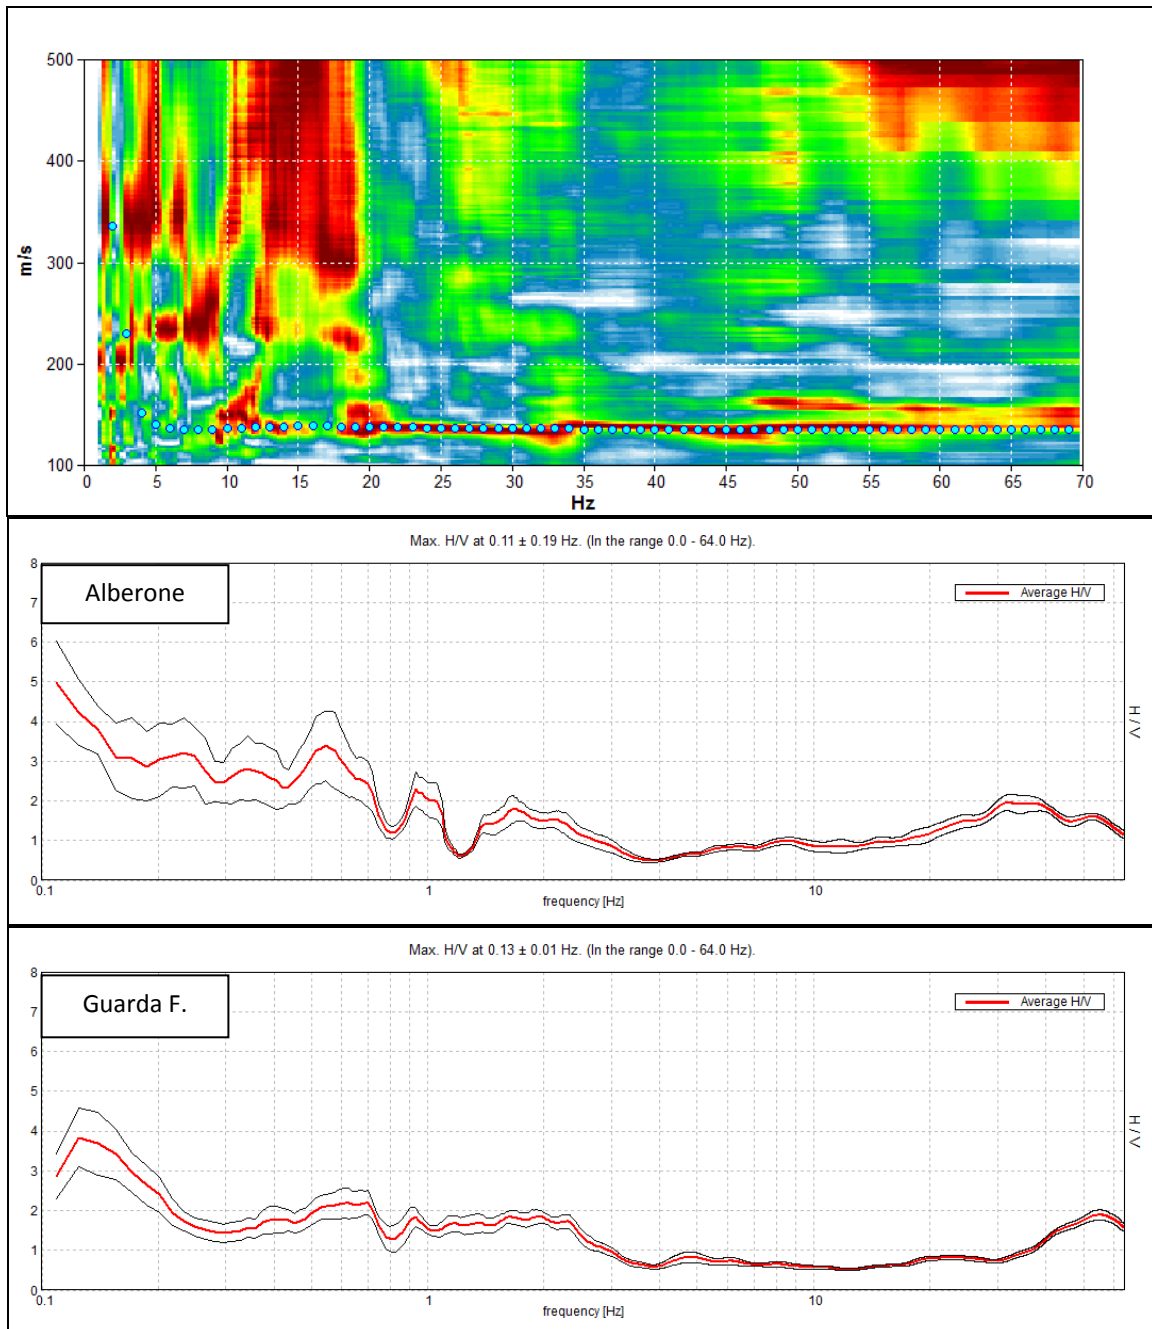 500
400
300
200
100
m/s
0 5 10 15 20 25 30 35 40 45 50 55 60 65 70
Hz
Max. H/V at 0.11 ± 0.19 Hz. (In the range 0.0 - 64.0 Hz).
Alberone
Average H/V
8
7
6
5
4
3
2
1
0
H / V
0.1 1 10
frequency [Hz]
Max. H/V at 0.13 ± 0.01 Hz. (In the range 0.0 - 64.0 Hz).
Guarda F.
Average H/V
8
7
6
5
4
3
2
1
0
H / V
0.1 1 10
frequency [Hz]